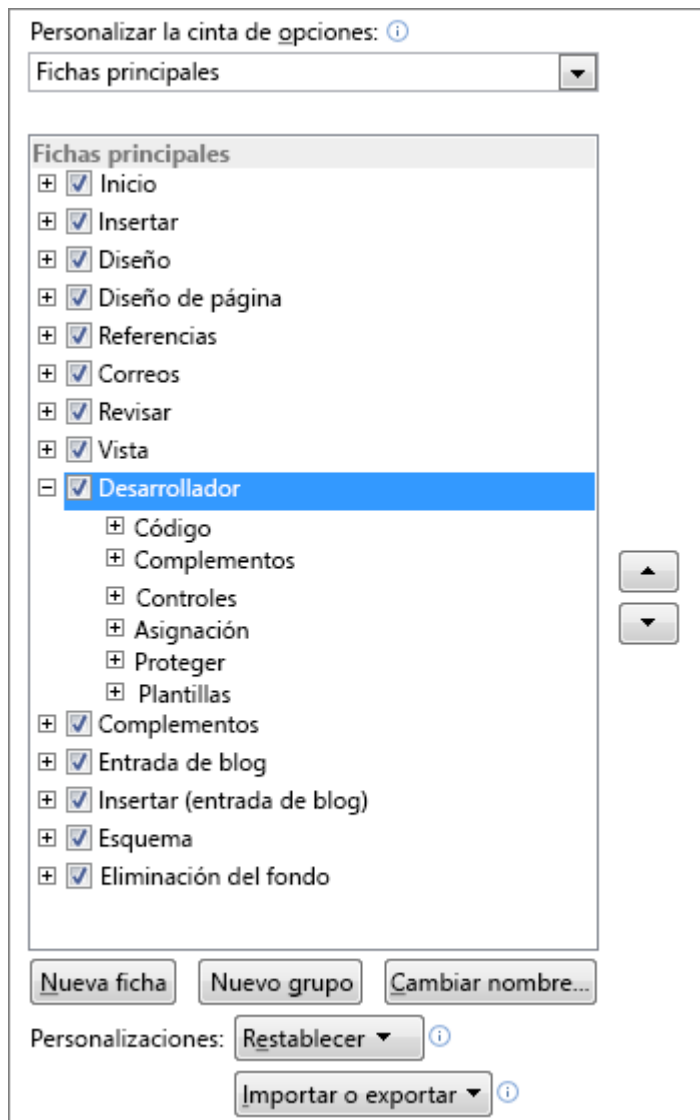 Personalizar la cinta de opciones:
Fichas principales
Fichas principales
Inicio
Insertar
Diseño
Diseño de página
Referencias
Correos
Revisar
Vista
Desarrollador
Código
Complementos
Controles
Asignación
Proteger
Plantillas
Complementos
Entrada de blog
Insertar (entrada de blog)
Esquema
Eliminación del fondo
Nueva ficha Nuevo grupo Cambiar nombre...
Personalizaciones: Restablecer
Importar o exportar